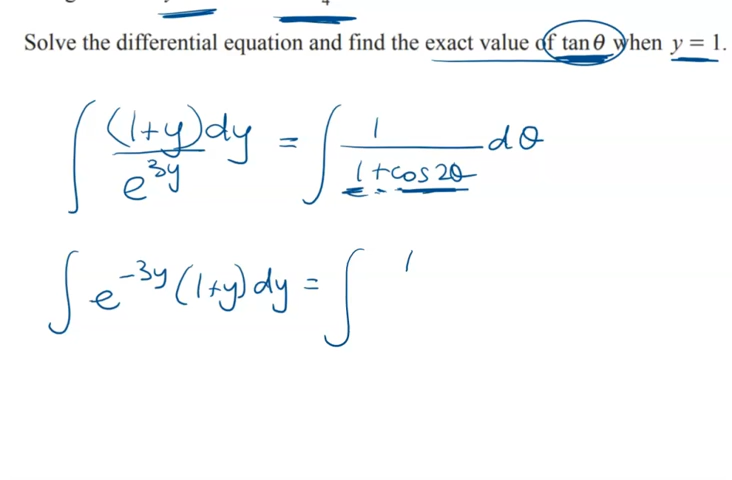 Solve the differential equation and find the exact value of tan θ when y = 1.
∫ (1+y)dy / e^{3y} = ∫ 1 / (1+cos 2θ) dθ
∫ e^{-3y} (1+y) dy = ∫ 1